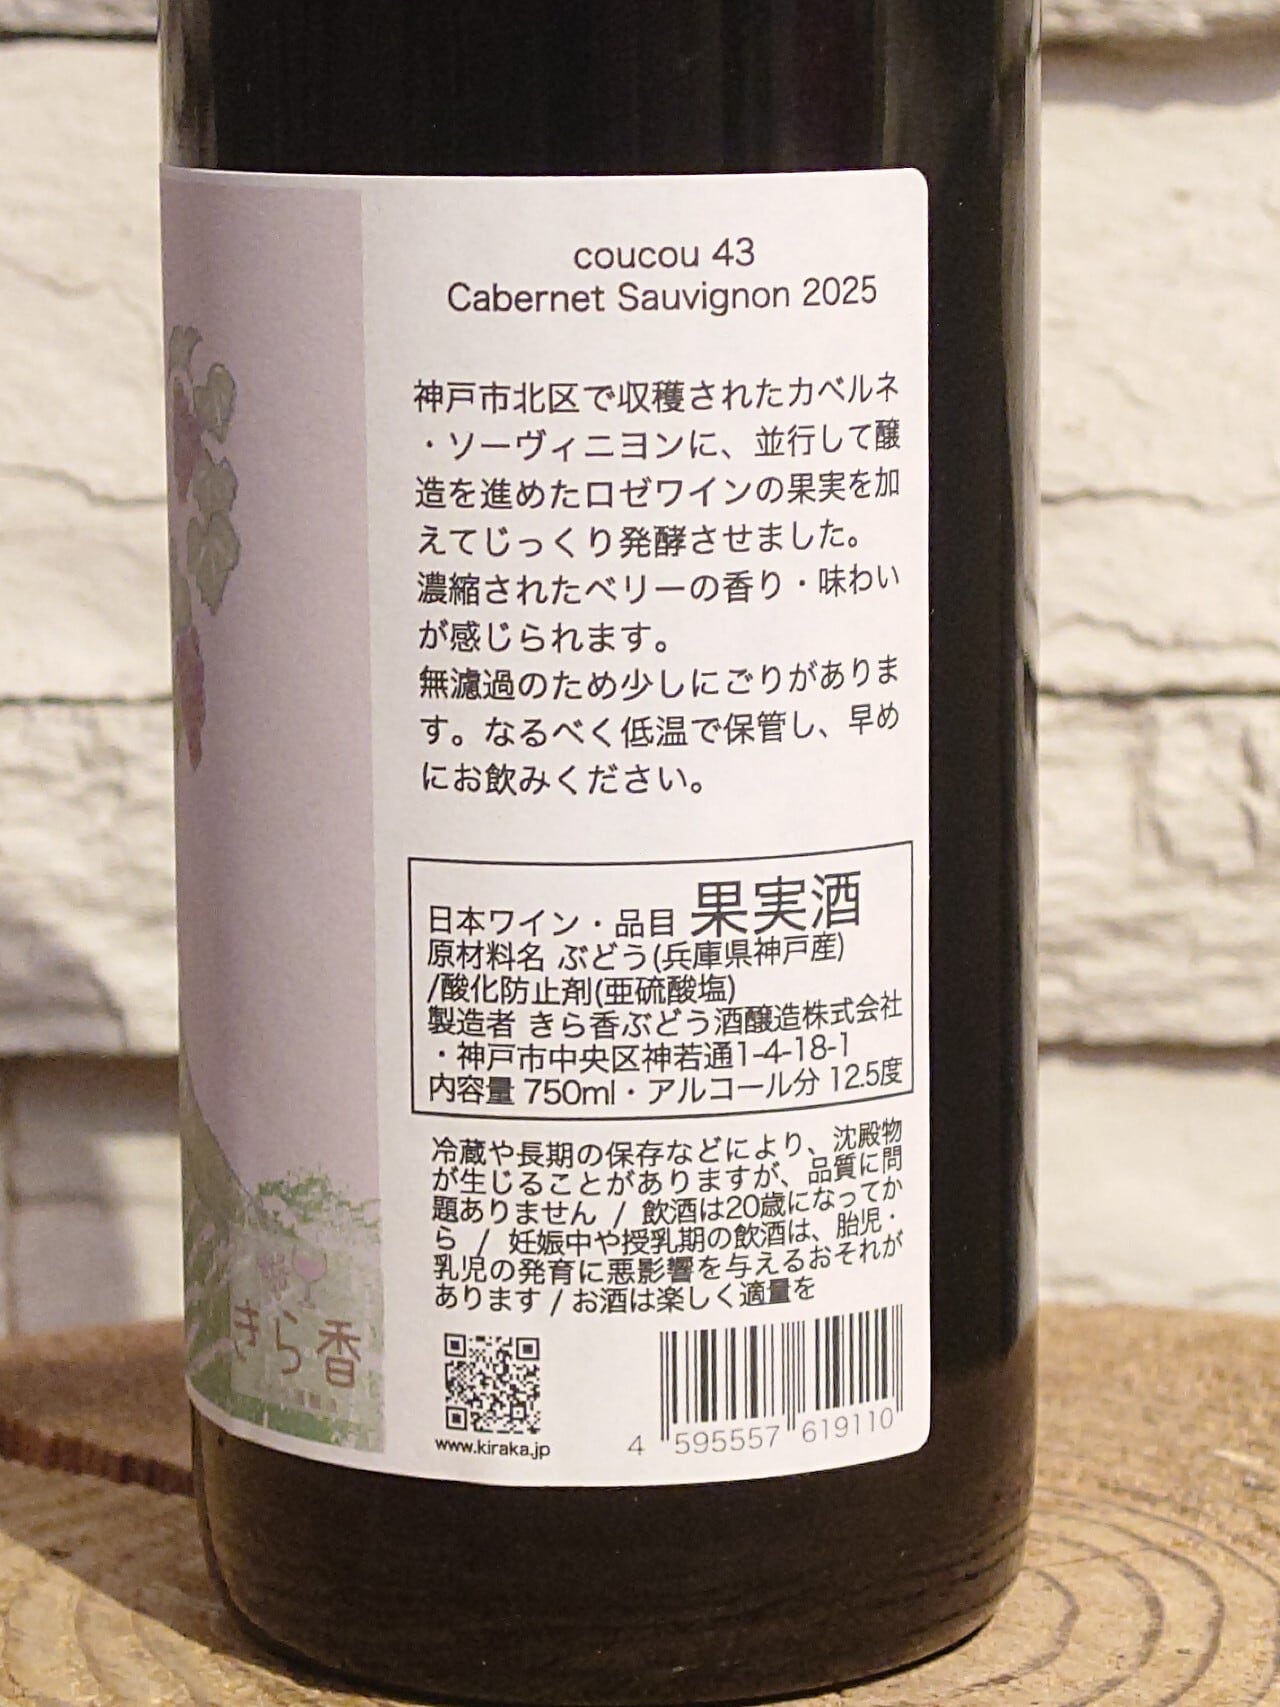 coucou 43
Cabernet Sauvignon 2025
神戸市北区で収穫されたカベルネ
・ソーヴィニヨンに、並行して醸
造を進めたロゼワインの果実を加
えてじっくり発酵させました。
濃縮されたベリーの香り・味わい
が感じられます。
無濾過のため少しにごりがありま
す。なるべく低温で保管し、早め
にお飲みください。
日本ワイン・品目 果実酒
原材料名 ぶどう(兵庫県神戸産)
/酸化防止剤(亜硫酸塩)
製造者 きら香ぶどう酒醸造株式会社
・神戸市中央区神若通1-4-18-1
内容量 750ml・アルコール分 12.5度
冷蔵や長期の保存などにより、沈殿物
が生じることがありますが、品質に問
題ありません / 飲酒は20歳になってか
ら / 妊娠中や授乳期の飲酒は、胎児・
乳児の発育に悪影響を与えるおそれが
あります / お酒は楽しく適量を
きら香
www.kiraka.jp
4 595557 619110